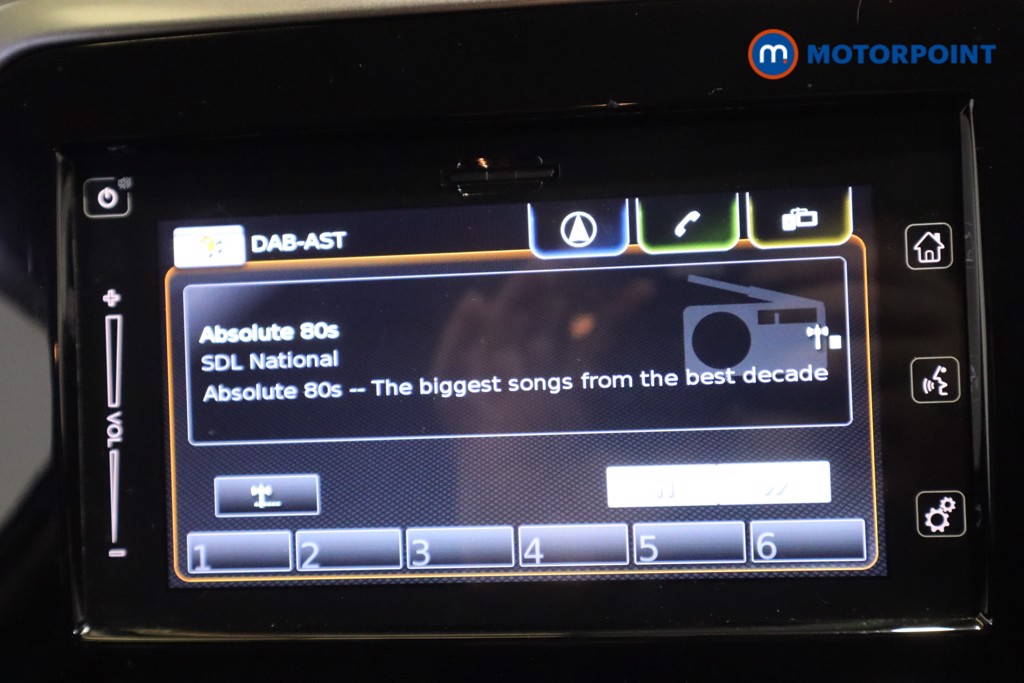 MOTORPOINT
DAB-AST
Absolute 80s
SDL National
Absolute 80s -- The biggest songs from the best decade
+
VOL
1 2 3 4 5 6